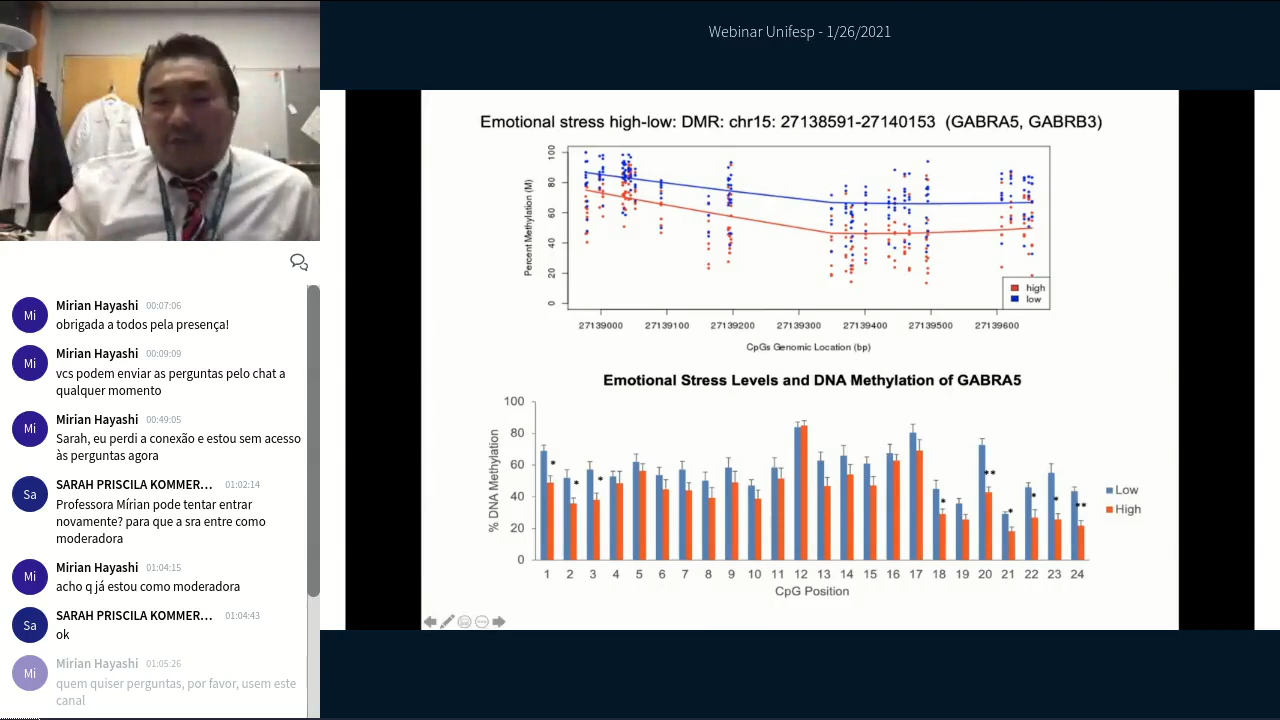 Webinar Unifesp - 1/26/2021
Mi
Mirian Hayashi 00:07:06
obrigada a todos pela presença!
Mi
Mirian Hayashi 00:09:09
vcs podem enviar as perguntas pelo chat a
qualquer momento
Mi
Mirian Hayashi 00:49:05
Sarah, eu perdi a conexão e estou sem acesso
às perguntas agora
Sa
SARAH PRISCILA KOMMER... 01:02:14
Professora Mírian pode tentar entrar
novamente? para que a sra entre como
moderadora
Mi
Mirian Hayashi 01:04:15
acho q já estou como moderadora
Sa
SARAH PRISCILA KOMMER... 01:04:43
ok
Mi
Mirian Hayashi 01:05:26
quem quiser perguntas, por favor, usem este
canal
Emotional stress high-low: DMR: chr15: 27138591-27140153 (GABRA5, GABRB3)
Percent Methylation (M)
100
80
60
40
20
0
high
low
27139000 27139100 27139200 27139300 27139400 27139500 27139600
CpGs Genomic Location (bp)
Emotional Stress Levels and DNA Methylation of GABRA5
% DNA Methylation
100
80
60
40
20
0
* * * * ** * * * **
Low
High
1 2 3 4 5 6 7 8 9 10 11 12 13 14 15 16 17 18 19 20 21 22 23 24
CpG Position